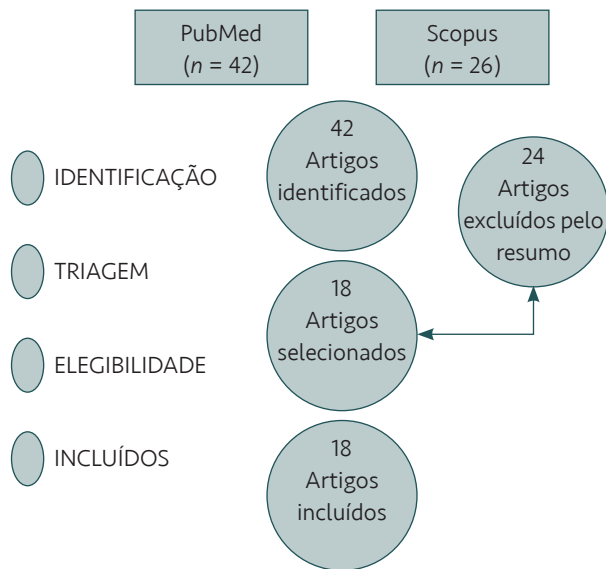 PubMed
(n = 42)
Scopus
(n = 26)
IDENTIFICAÇÃO
TRIAGEM
ELEGIBILIDADE
INCLUÍDOS
42
Artigos
identificados
24
Artigos
excluídos pelo
resumo
18
Artigos
selecionados
18
Artigos
incluídos